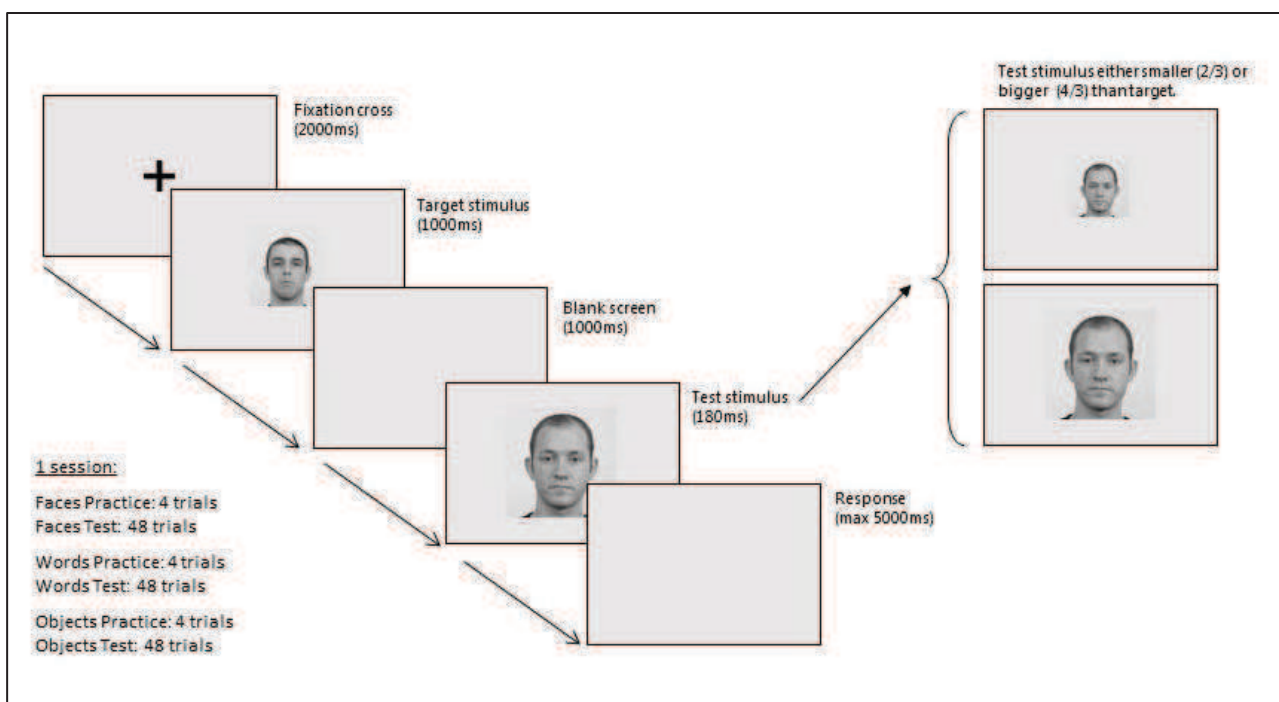 Fixation cross
(2000ms)
Target stimulus
(1000ms)
Blank screen
(1000ms)
Test stimulus
(180ms)
Response
(max 5000ms)
Test stimulus either smaller (2/3) or
bigger (4/3) than target.
1 session:
Faces Practice: 4 trials
Faces Test: 48 trials
Words Practice: 4 trials
Words Test: 48 trials
Objects Practice: 4 trials
Objects Test: 48 trials